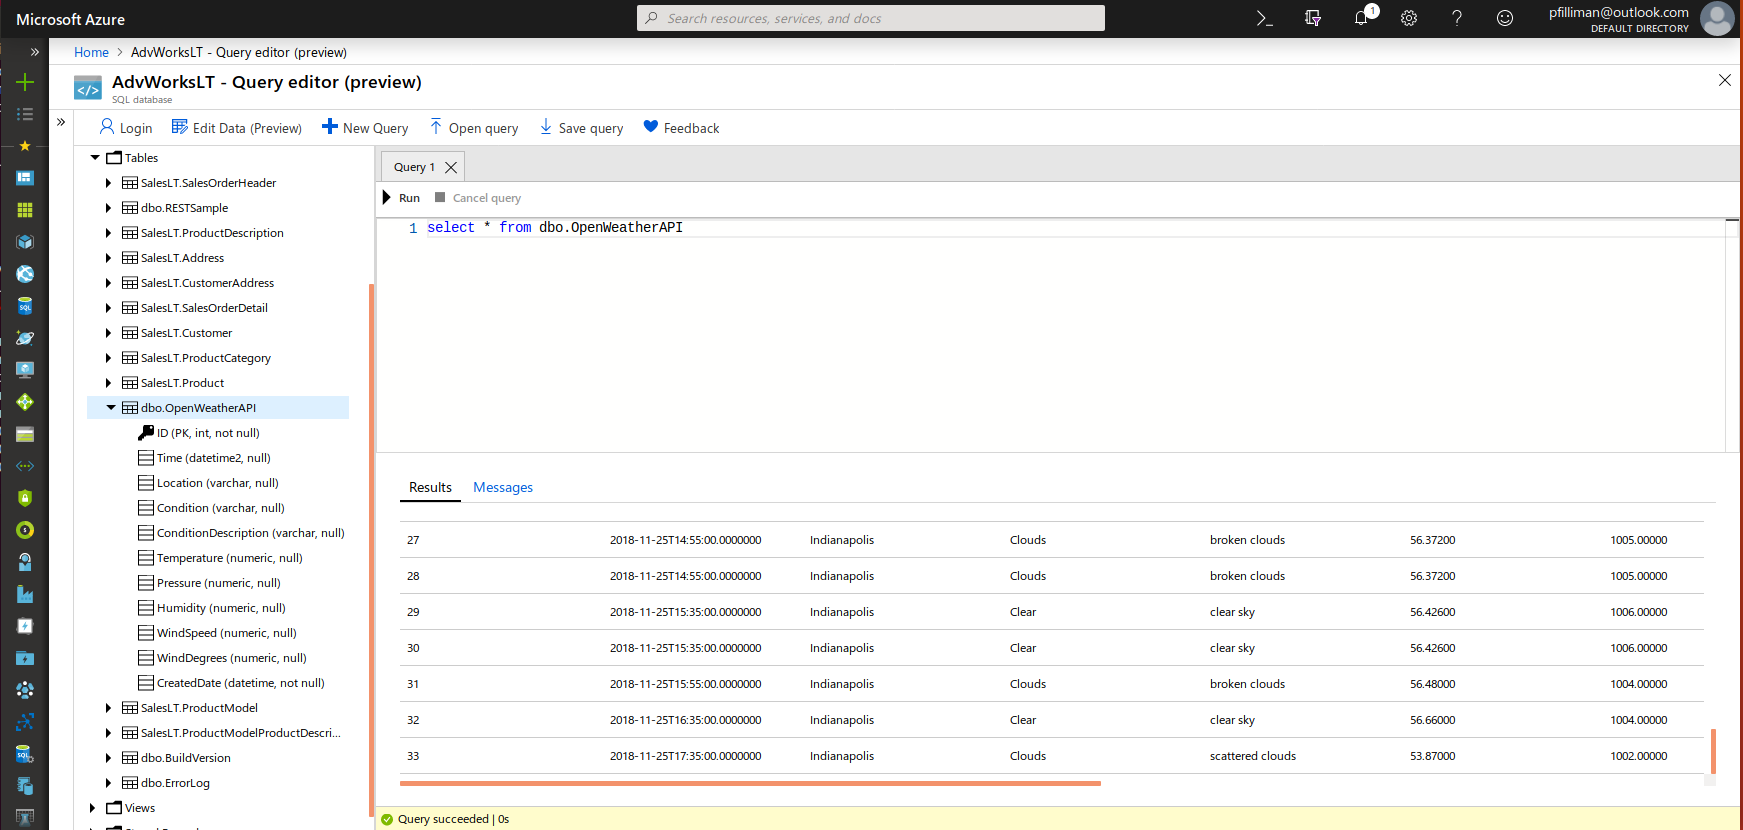 Microsoft Azure
Search resources, services, and docs
1
pfilliman@outlook.com
DEFAULT DIRECTORY
Home > AdvWorksLT - Query editor (preview)
AdvWorksLT - Query editor (preview)
SQL database
Login
Edit Data (Preview)
New Query
Open query
Save query
Feedback
Tables
SalesLT.SalesOrderHeader
dbo.RESTSample
SalesLT.ProductDescription
SalesLT.Address
SalesLT.CustomerAddress
SalesLT.SalesOrderDetail
SalesLT.Customer
SalesLT.ProductCategory
SalesLT.Product
dbo.OpenWeatherAPI
ID (PK, int, not null)
Time (datetime2, null)
Location (varchar, null)
Condition (varchar, null)
ConditionDescription (varchar, null)
Temperature (numeric, null)
Pressure (numeric, null)
Humidity (numeric, null)
WindSpeed (numeric, null)
WindDegrees (numeric, null)
CreatedDate (datetime, not null)
SalesLT.ProductModel
SalesLT.ProductModelProductDescri...
dbo.BuildVersion
dbo.ErrorLog
Views
Query 1
Run
Cancel query
1 select * from dbo.OpenWeatherAPI
Results
Messages
27 2018-11-25T14:55:00.0000000 Indianapolis Clouds broken clouds 56.37200 1005.00000
28 2018-11-25T14:55:00.0000000 Indianapolis Clouds broken clouds 56.37200 1005.00000
29 2018-11-25T15:35:00.0000000 Indianapolis Clear clear sky 56.42600 1006.00000
30 2018-11-25T15:35:00.0000000 Indianapolis Clear clear sky 56.42600 1006.00000
31 2018-11-25T15:55:00.0000000 Indianapolis Clouds broken clouds 56.48000 1004.00000
32 2018-11-25T16:35:00.0000000 Indianapolis Clear clear sky 56.66000 1004.00000
33 2018-11-25T17:35:00.0000000 Indianapolis Clouds scattered clouds 53.87000 1002.00000
Query succeeded | 0s